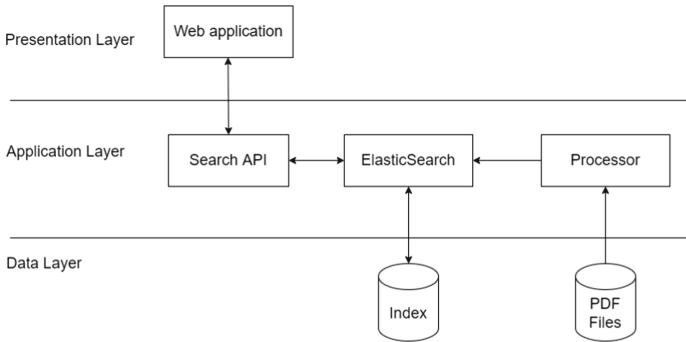 Presentation Layer
Web application
Application Layer
Search API
ElasticSearch
Processor
Data Layer
Index
PDF
Files